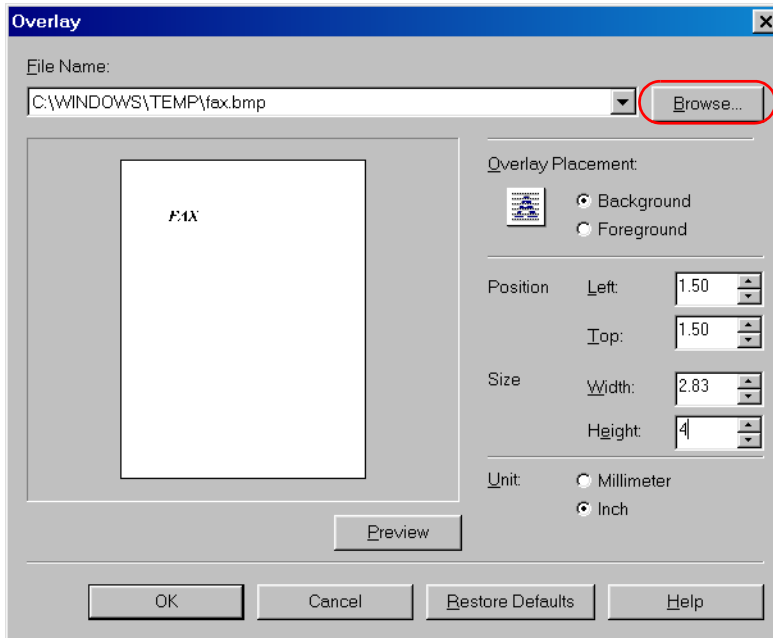 Overlay
File Name:
C:\WINDOWS\TEMP\fax.bmp
Browse...
FAX
Overlay Placement:
Background
Foreground
Position Left: 1.50
Top: 1.50
Size Width: 2.83
Height: 4
Unit: Millimeter
Inch
Preview
OK Cancel Restore Defaults Help